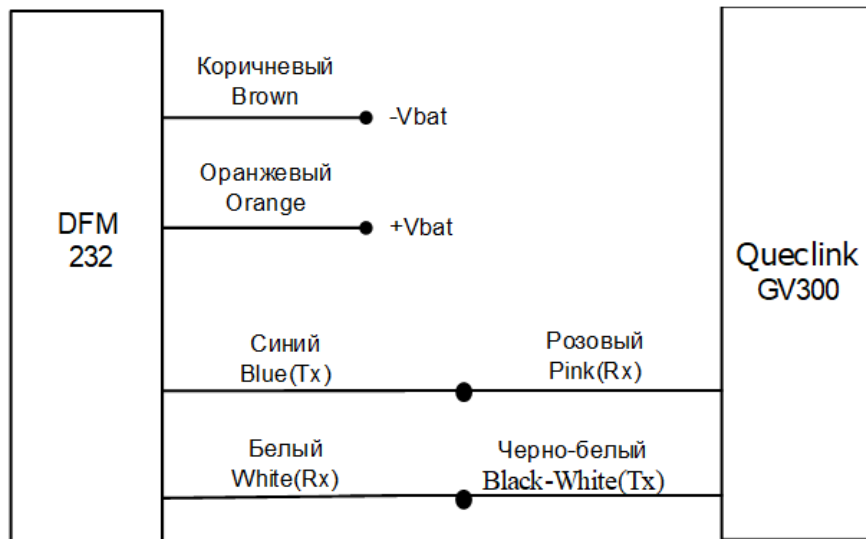 Коричневый
Brown
-Vbat
Оранжевый
Orange
+Vbat
DFM
232
Queclink
GV300
Синий
Blue(Tx)
Розовый
Pink(Rx)
Белый
White(Rx)
Черно-белый
Black-White(Tx)